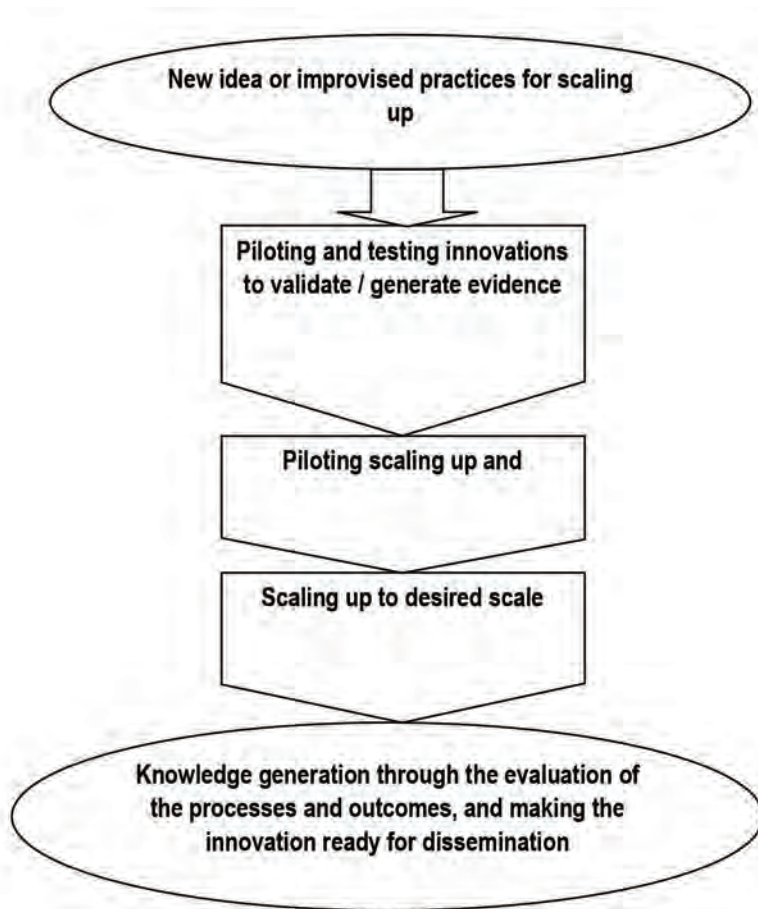 New idea or improvised practices for scaling
up
Piloting and testing innovations
to validate / generate evidence
Piloting scaling up and
Scaling up to desired scale
Knowledge generation through the evaluation of
the processes and outcomes, and making the
innovation ready for dissemination